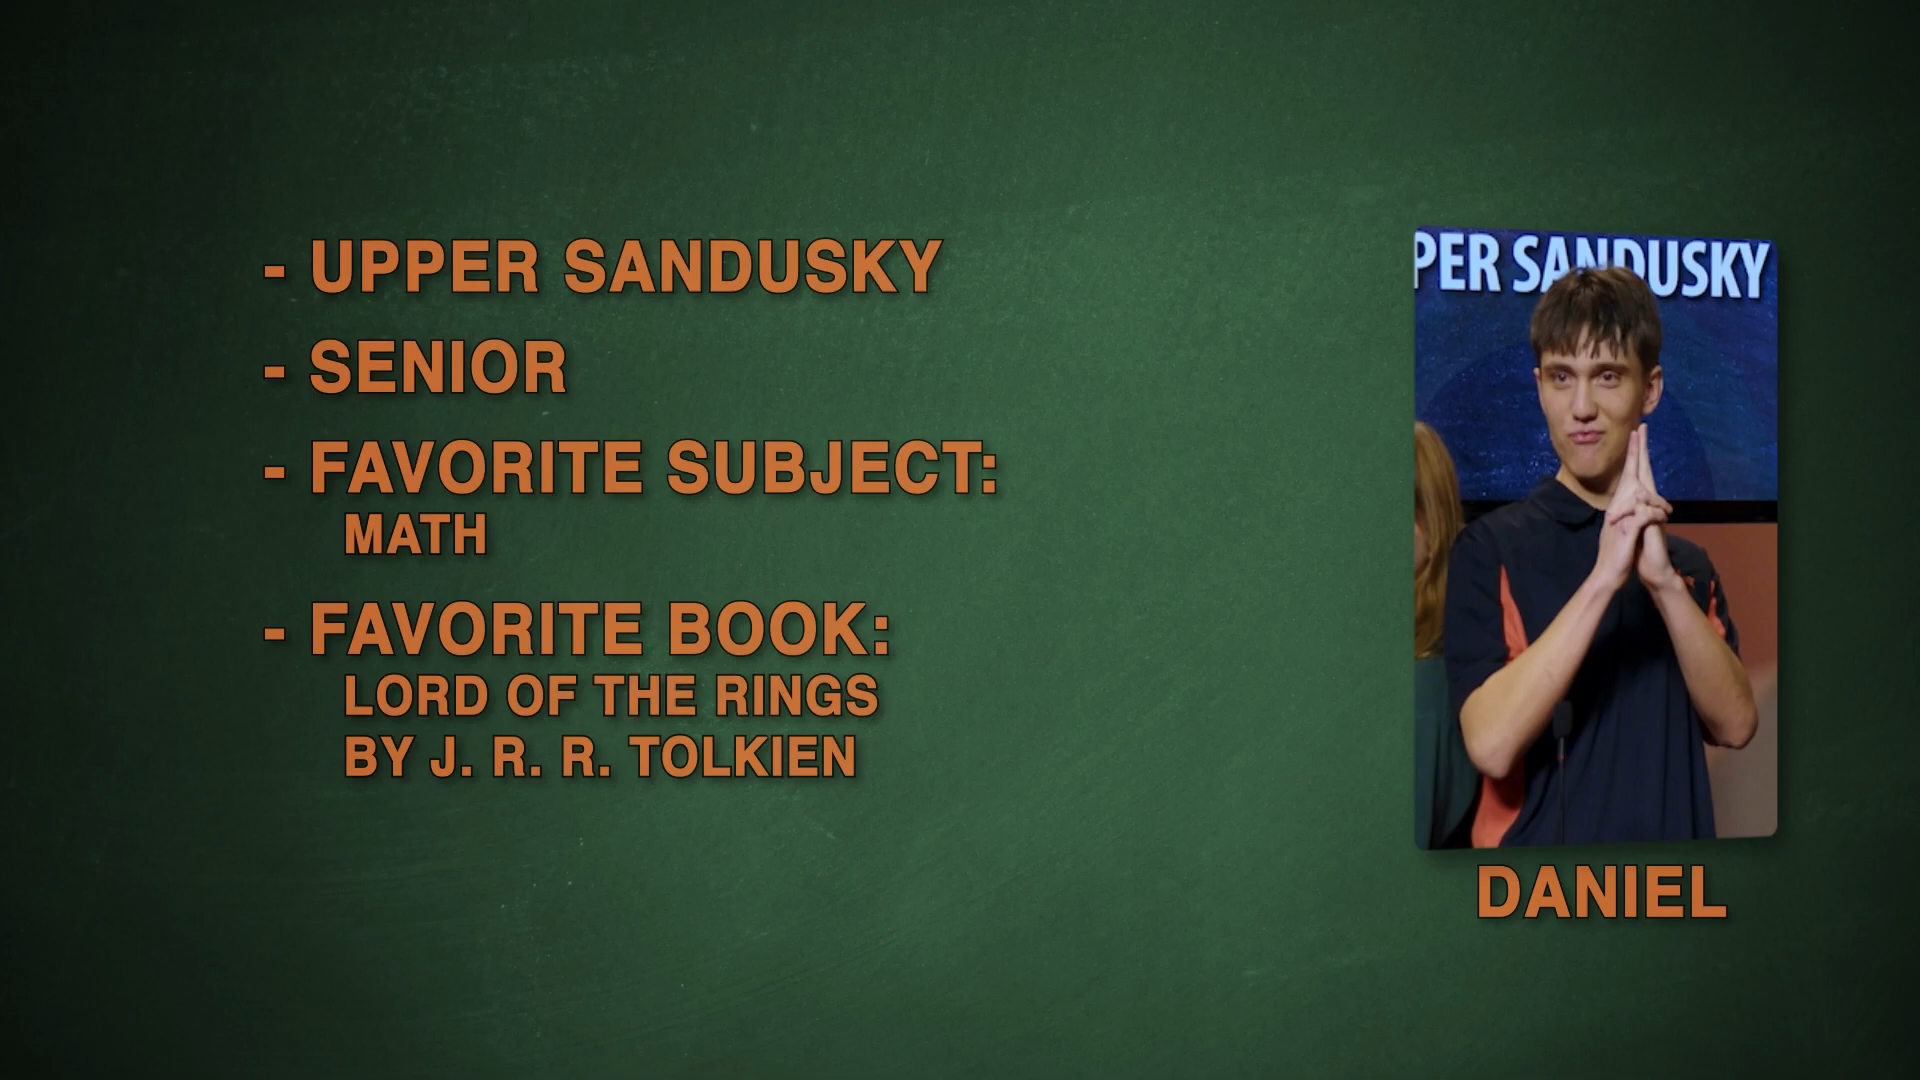 - UPPER SANDUSKY
- SENIOR
- FAVORITE SUBJECT:
MATH
- FAVORITE BOOK:
LORD OF THE RINGS
BY J. R. R. TOLKIEN
PER SANDUSKY
DANIEL